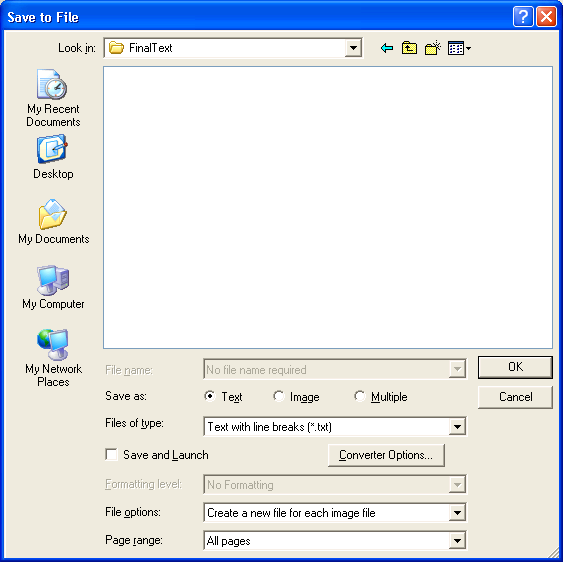 Save to File
Look in: FinalText
My Recent
Documents
Desktop
My Documents
My Computer
My Network
Places
File name: No file name required
OK
Save as: Text Image Multiple
Cancel
Files of type: Text with line breaks (*.txt)
Save and Launch Converter Options...
Formatting level: No Formatting
File options: Create a new file for each image file
Page range: All pages